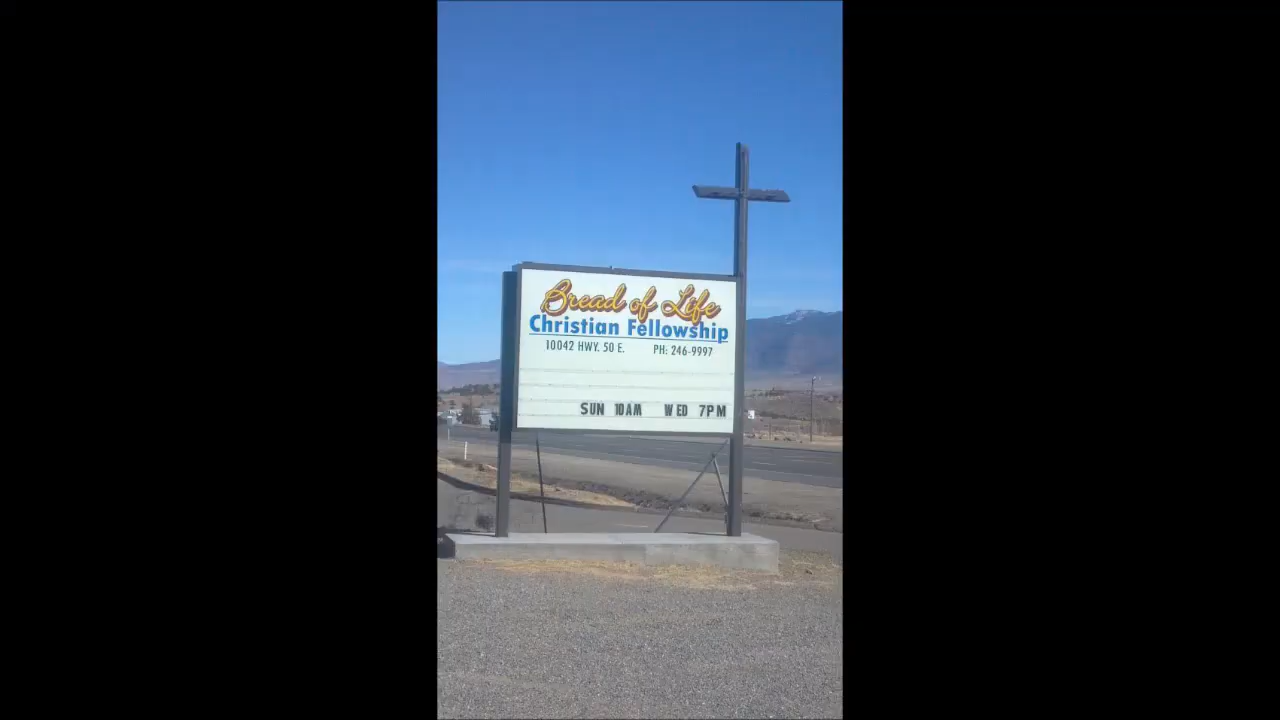 Bread of Life
Christian Fellowship
10042 HWY. 50 E. PH: 246-9997
SUN 10AM WED 7PM